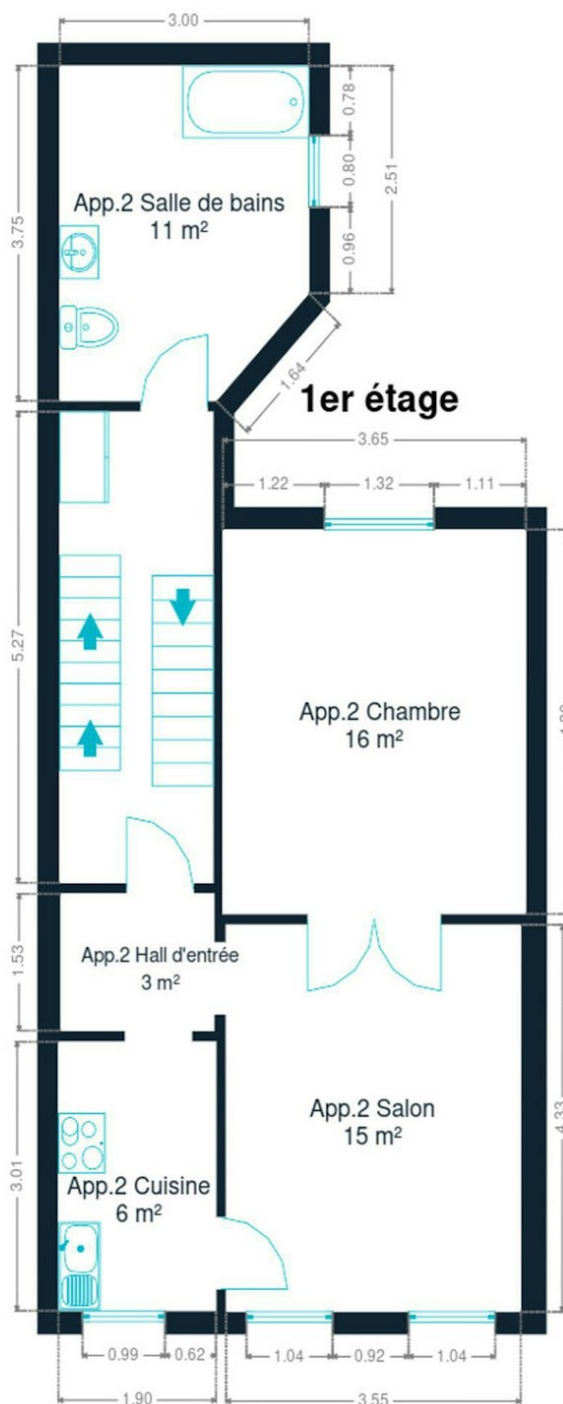 3.00
0.78
0.80
2.51
0.96
3.75
App.2 Salle de bains
11 m²
1.64
1er étage
3.65
1.22
1.32
1.11
5.27
App.2 Chambre
16 m²
1.53
App.2 Hall d'entrée
3 m²
App.2 Salon
15 m²
4.33
3.01
App.2 Cuisine
6 m²
0.99
0.62
1.04
0.92
1.04
1.90
3.55